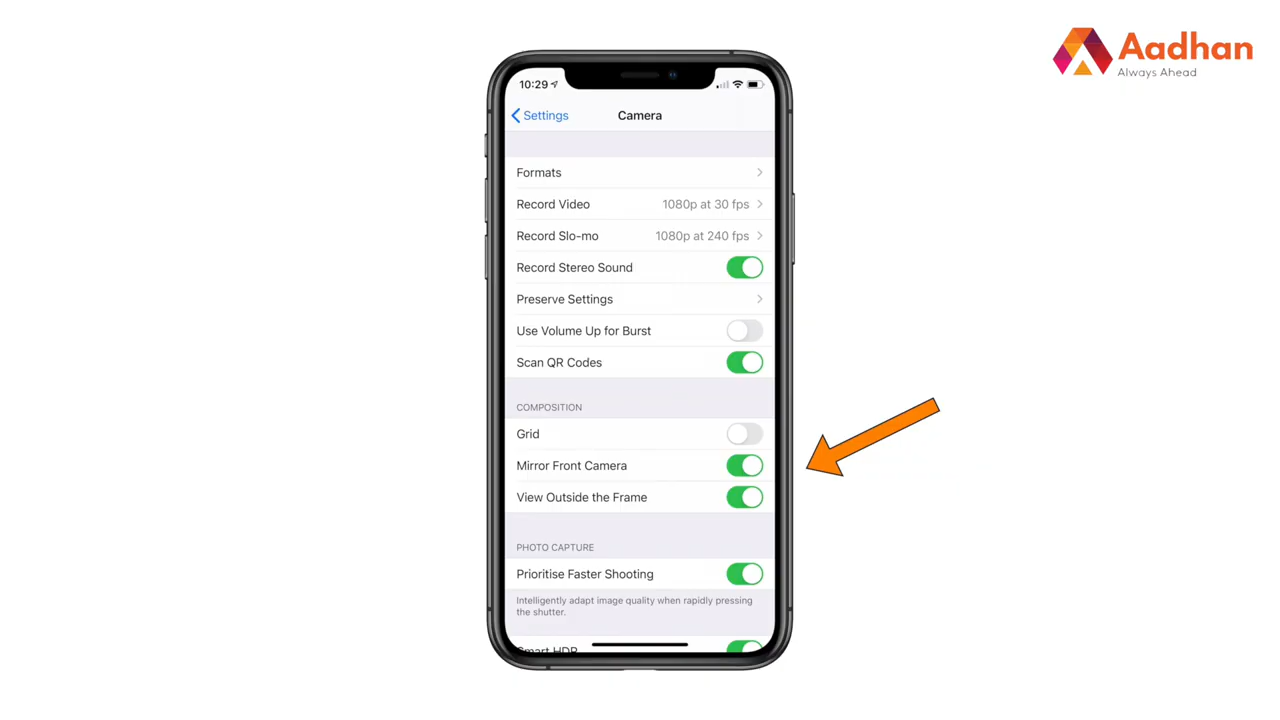 Aadhan
Always Ahead
10:29
Settings
Camera
Formats
Record Video 1080p at 30 fps
Record Slo-mo 1080p at 240 fps
Record Stereo Sound
Preserve Settings
Use Volume Up for Burst
Scan QR Codes
COMPOSITION
Grid
Mirror Front Camera
View Outside the Frame
PHOTO CAPTURE
Prioritise Faster Shooting
Intelligently adapt image quality when rapidly pressing
the shutter.
Smart HDR